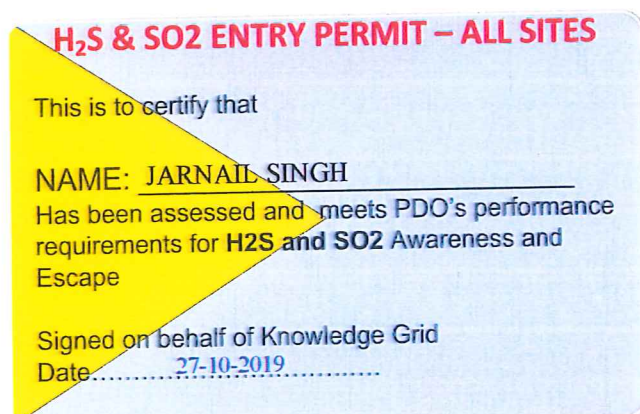 H₂S & SO2 ENTRY PERMIT – ALL SITES
This is to certify that
NAME: JARNAIL SINGH
Has been assessed and meets PDO's performance
requirements for H2S and SO2 Awareness and
Escape
Signed on behalf of Knowledge Grid
Date......27-10-2019......